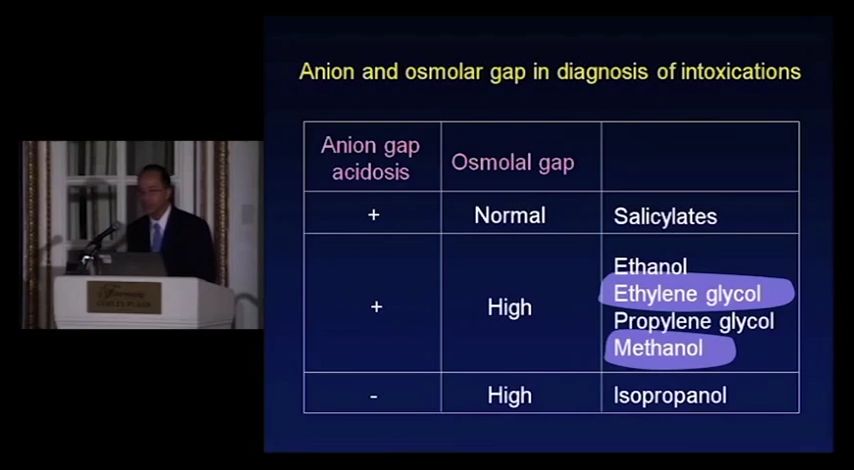 Anion and osmolar gap in diagnosis of intoxications
Anion gap
acidosis
Osmolal gap
+
Normal
Salicylates
+
High
Ethanol
Ethylene glycol
Propylene glycol
Methanol
-
High
Isopropanol